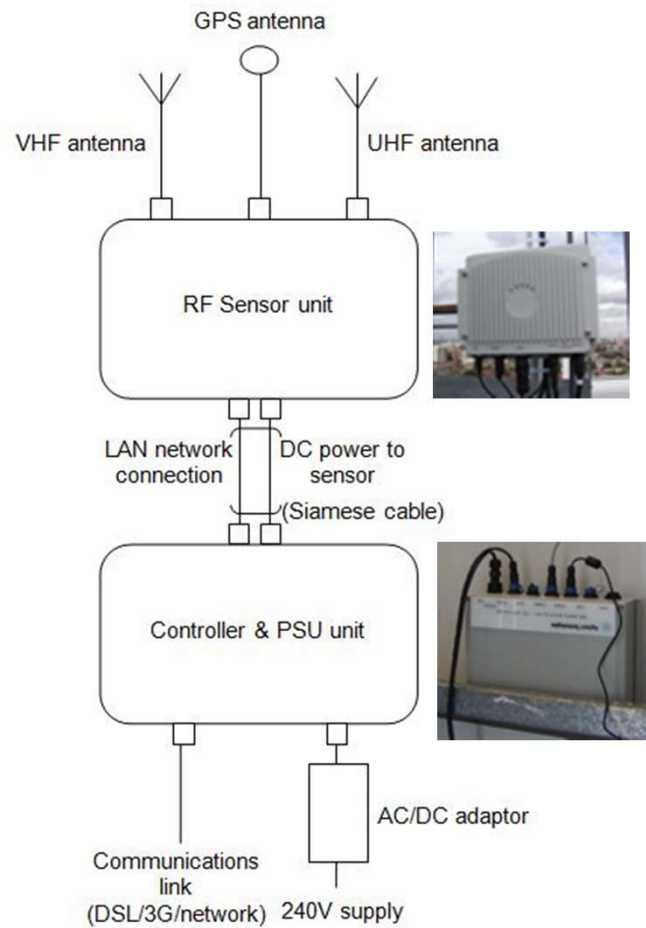 GPS antenna
VHF antenna
UHF antenna
RF Sensor unit
LAN network
connection
DC power to
sensor
(Siamese cable)
Controller & PSU unit
AC/DC adaptor
Communications
link
(DSL/3G/network)
240V supply